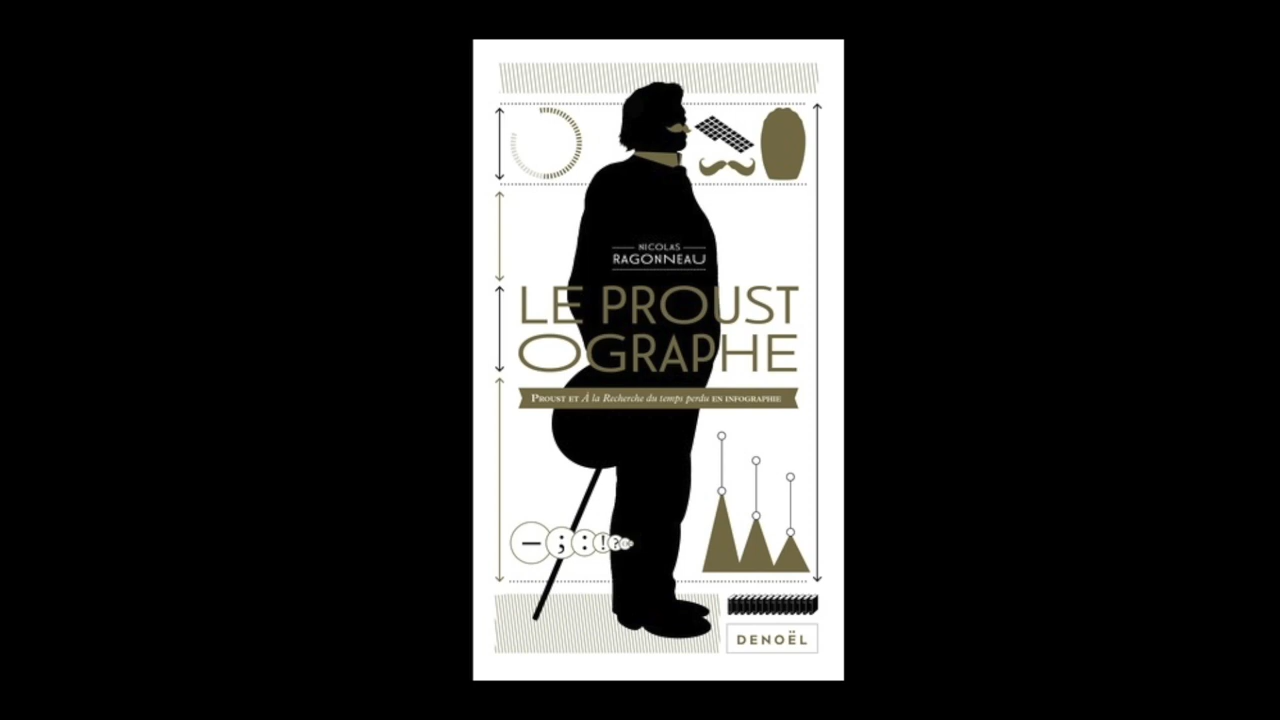 NICOLAS
RAGONNEAU
LE PROUST
OGRAPHE
PROUST ET À la Recherche du temps perdu EN INFOGRAPHIE
— ; : ! ?
DENOËL